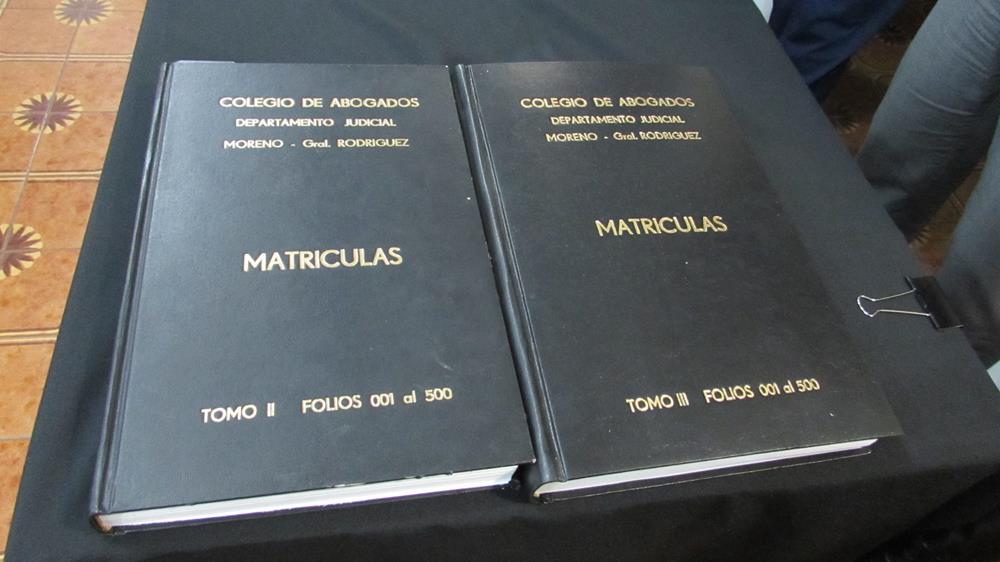 COLEGIO DE ABOGADOS
DEPARTAMENTO JUDICIAL
MORENO - Gral. RODRIGUEZ
MATRICULAS
TOMO II FOLIOS 001 al 500
COLEGIO DE ABOGADOS
DEPARTAMENTO JUDICIAL
MORENO - Gral. RODRIGUEZ
MATRICULAS
TOMO III FOLIOS 001 al 500